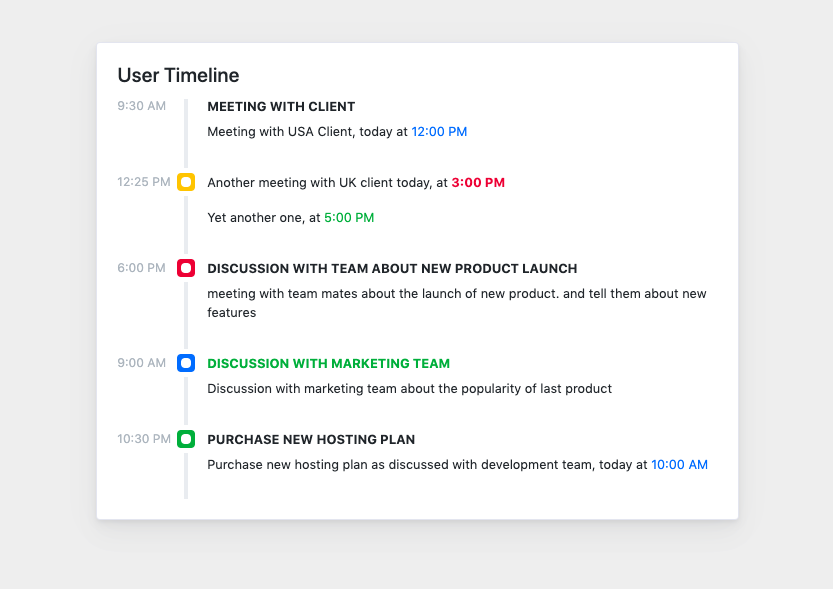 User Timeline
9:30 AM
MEETING WITH CLIENT
Meeting with USA Client, today at 12:00 PM
12:25 PM
Another meeting with UK client today, at 3:00 PM
Yet another one, at 5:00 PM
6:00 PM
DISCUSSION WITH TEAM ABOUT NEW PRODUCT LAUNCH
meeting with team mates about the launch of new product. and tell them about new
features
9:00 AM
DISCUSSION WITH MARKETING TEAM
Discussion with marketing team about the popularity of last product
10:30 PM
PURCHASE NEW HOSTING PLAN
Purchase new hosting plan as discussed with development team, today at 10:00 AM